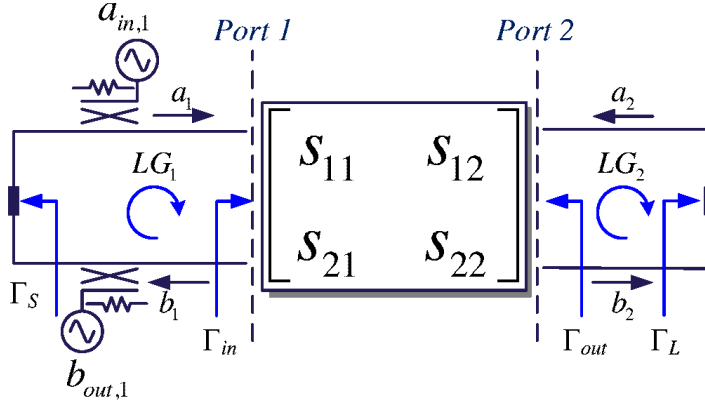 a_{in,1}
Port 1
Port 2
a_1
a_2
S_{11} S_{12}
LG_1
LG_2
S_{21} S_{22}
Γ_S
b_1
Γ_{in}
Γ_{out}
b_2
Γ_L
b_{out,1}